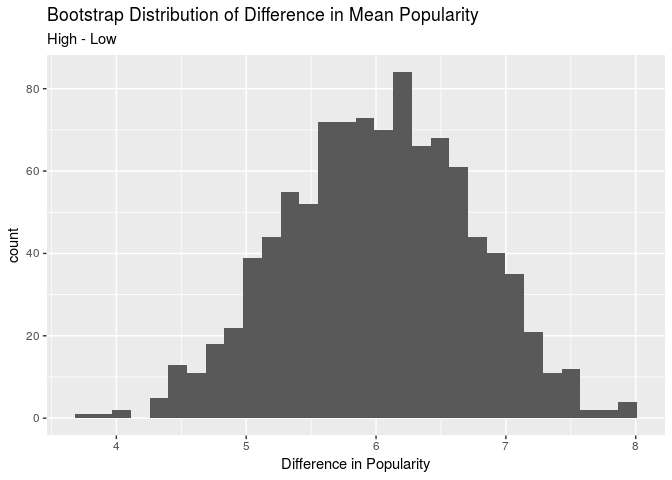 Bootstrap Distribution of Difference in Mean Popularity
High - Low
80
60
40
20
0
count
4 5 6 7 8
Difference in Popularity